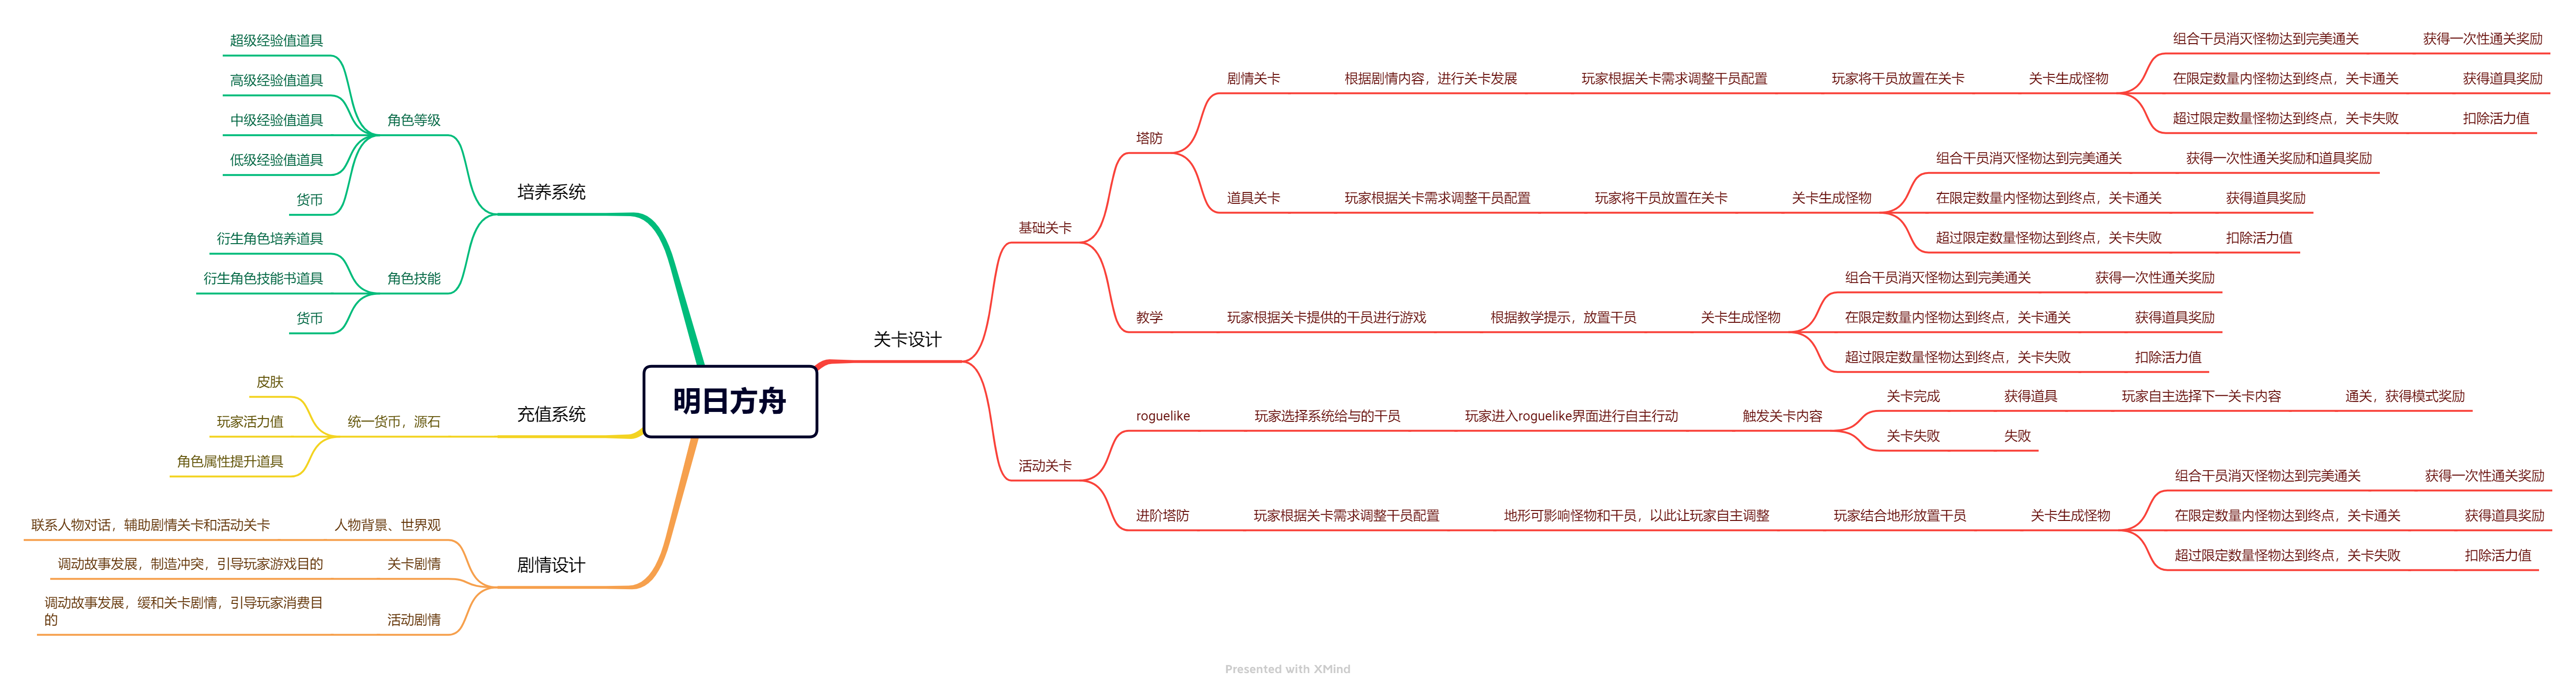 明日方舟
培养系统
角色等级
超级经验值道具
高级经验值道具
中级经验值道具
低级经验值道具
货币
角色技能
衍生角色培养道具
衍生角色技能书道具
货币
充值系统
统一货币，源石
皮肤
玩家活力值
角色属性提升道具
剧情设计
人物背景、世界观
联系人物对话，辅助剧情关卡和活动关卡
关卡剧情
调动故事发展，制造冲突，引导玩家游戏目的
活动剧情
调动故事发展，缓和关卡剧情，引导玩家消费目
的
关卡设计
基础关卡
塔防
剧情关卡
根据剧情内容，进行关卡发展
玩家根据关卡需求调整干员配置
玩家将干员放置在关卡
关卡生成怪物
组合干员消灭怪物达到完美通关
获得一次性通关奖励
在限定数量内怪物达到终点，关卡通关
获得道具奖励
超过限定数量怪物达到终点，关卡失败
扣除活力值
道具关卡
玩家根据关卡需求调整干员配置
玩家将干员放置在关卡
关卡生成怪物
组合干员消灭怪物达到完美通关
获得一次性通关奖励和道具奖励
在限定数量内怪物达到终点，关卡通关
获得道具奖励
超过限定数量怪物达到终点，关卡失败
扣除活力值
教学
玩家根据关卡提供的干员进行游戏
根据教学提示，放置干员
关卡生成怪物
组合干员消灭怪物达到完美通关
获得一次性通关奖励
在限定数量内怪物达到终点，关卡通关
获得道具奖励
超过限定数量怪物达到终点，关卡失败
扣除活力值
活动关卡
roguelike
玩家选择系统给与的干员
玩家进入roguelike界面进行自主行动
触发关卡内容
关卡完成
获得道具
玩家自主选择下一关卡内容
通关，获得模式奖励
关卡失败
失败
进阶塔防
玩家根据关卡需求调整干员配置
地形可影响怪物和干员，以此让玩家自主调整
玩家结合地形放置干员
关卡生成怪物
组合干员消灭怪物达到完美通关
获得一次性通关奖励
在限定数量内怪物达到终点，关卡通关
获得道具奖励
超过限定数量怪物达到终点，关卡失败
扣除活力值
Presented with XMind